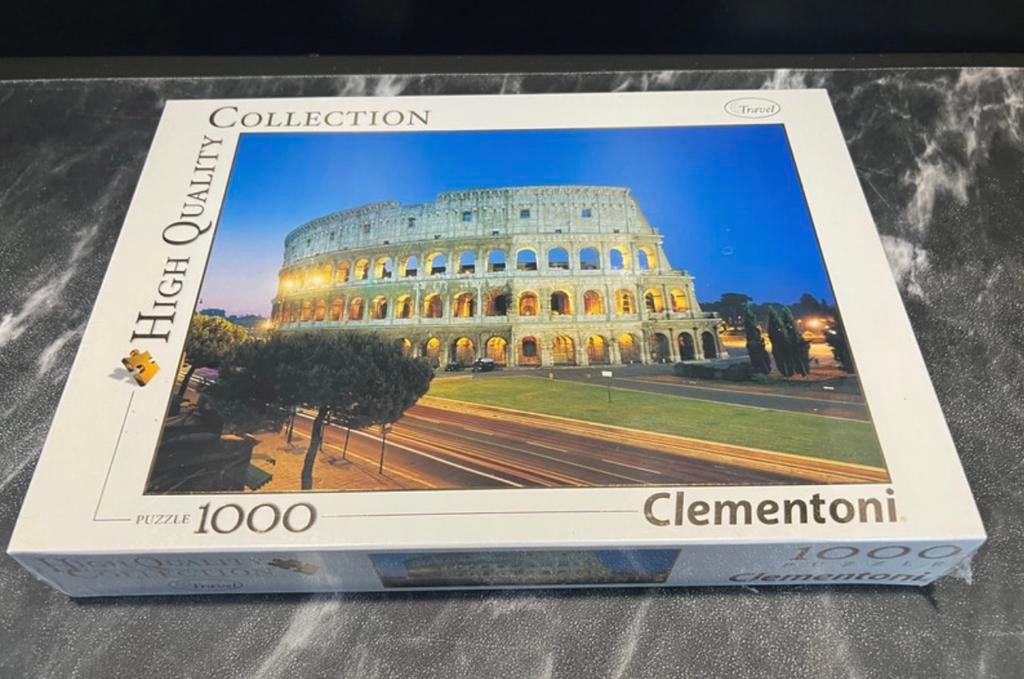 COLLECTION
Travel
HIGH QUALITY
PUZZLE 1000
Clementoni.
HIGH QUALITY
COLLECTION
Travel
1000
PUZZLE
Clementoni.